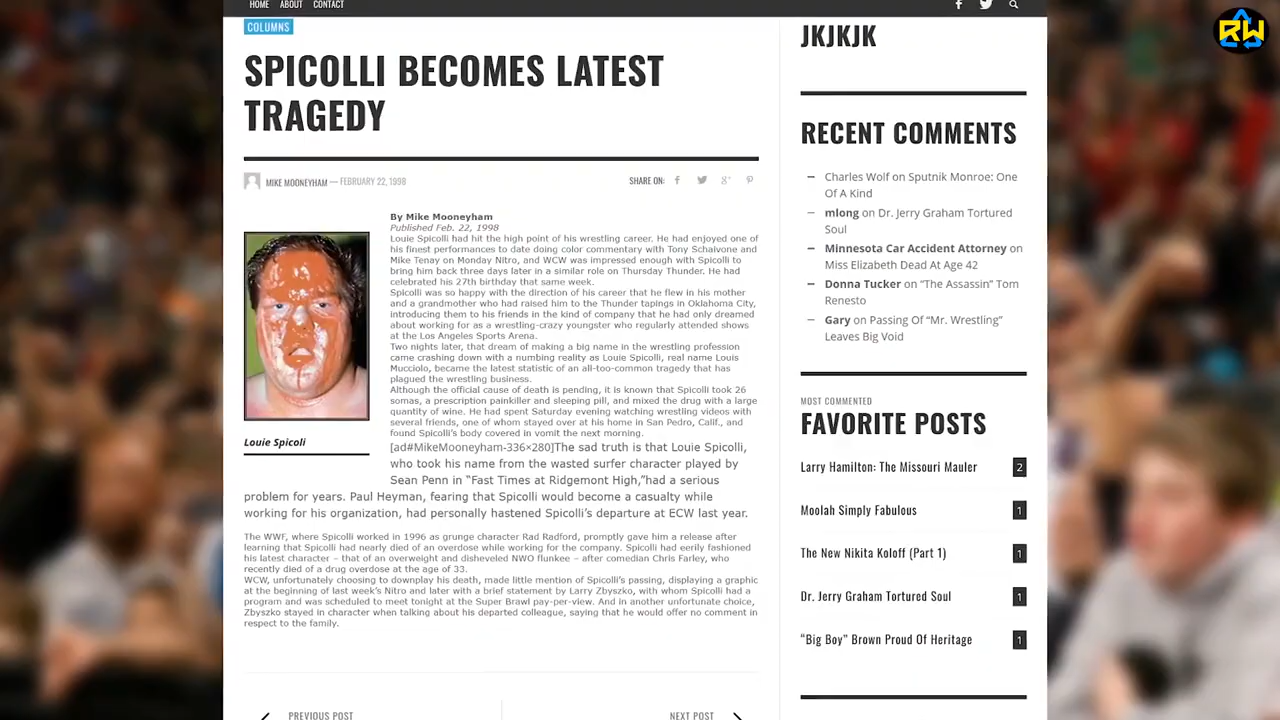 HOME ABOUT CONTACT
RW
COLUMNS
SPICOLLI BECOMES LATEST
TRAGEDY
MIKE MOONEYHAM — FEBRUARY 22, 1998
SHARE ON:
By Mike Mooneyham
Published Feb. 22, 1998
Louie Spicolli had hit the high point of his wrestling career. He had enjoyed one of
his finest performances to date doing color commentary with Tony Schaivone and
Mike Tenay on Monday Nitro, and WCW was impressed enough with Spicolli to
bring him back three days later in a similar role on Thursday Thunder. He had
celebrated his 27th birthday that same week.
Spicolli was so happy with the direction of his career that he flew in his mother
and a grandmother who had raised him to the Thunder tapings in Oklahoma City,
introducing them to his friends in the kind of company that he had only dreamed
about working for as a wrestling-crazy youngster who regularly attended shows
at the Los Angeles Sports Arena.
Two nights later, that dream of making a big name in the wrestling profession
came crashing down with a numbing reality as Louie Spicolli, real name Louis
Mucciolo, became the latest statistic of an all-too-common tragedy that has
plagued the wrestling business.
Although the official cause of death is pending, it is known that Spicolli took 26
somas, a prescription painkiller and sleeping pill, and mixed the drug with a large
quantity of wine. He had spent Saturday evening watching wrestling videos with
several friends, one of whom stayed over at his home in San Pedro, Calif., and
found Spicolli's body covered in vomit the next morning.
Louie Spicoli
[ad#MikeMooneyham-336×280]The sad truth is that Louie Spicolli,
who took his name from the wasted surfer character played by
Sean Penn in “Fast Times at Ridgemont High,”had a serious
problem for years. Paul Heyman, fearing that Spicolli would become a casualty while
working for his organization, had personally hastened Spicolli’s departure at ECW last year.
The WWF, where Spicolli worked in 1996 as grunge character Rad Radford, promptly gave him a release after
learning that Spicolli had nearly died of an overdose while working for the company. Spicolli had eerily fashioned
his latest character – that of an overweight and disheveled NWO flunkee – after comedian Chris Farley, who
recently died of a drug overdose at the age of 33.
WCW, unfortunately choosing to downplay his death, made little mention of Spicolli's passing, displaying a graphic
at the beginning of last week's Nitro and later with a brief statement by Larry Zbyszko, with whom Spicolli had a
program and was scheduled to meet tonight at the Super Brawl pay-per-view. And in another unfortunate choice,
Zbyszko stayed in character when talking about his departed colleague, saying that he would offer no comment in
respect to the family.
PREVIOUS POST
NEXT POST
JKJKJK
RECENT COMMENTS
Charles Wolf on Sputnik Monroe: One
Of A Kind
mlong on Dr. Jerry Graham Tortured
Soul
Minnesota Car Accident Attorney on
Miss Elizabeth Dead At Age 42
Donna Tucker on “The Assassin” Tom
Renesto
Gary on Passing Of “Mr. Wrestling”
Leaves Big Void
MOST COMMENTED
FAVORITE POSTS
Larry Hamilton: The Missouri Mauler 2
Moolah Simply Fabulous 1
The New Nikita Koloff (Part 1) 1
Dr. Jerry Graham Tortured Soul 1
“Big Boy” Brown Proud Of Heritage 1